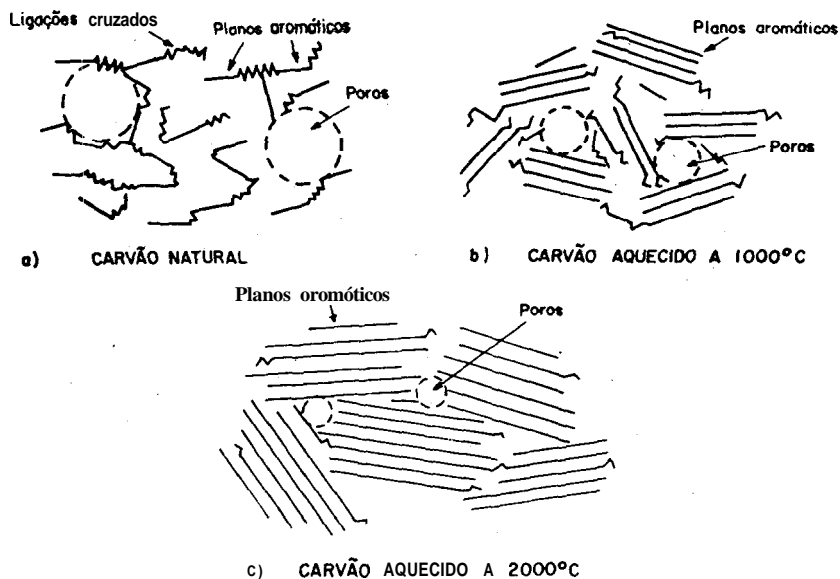 Ligações cruzados
Planos aromáticos
Poros
a) CARVÃO NATURAL
Planos aromáticos
Poros
b) CARVÃO AQUECIDO A 1000°C
Planos oromóticos
Poros
c) CARVÃO AQUECIDO A 2000°C